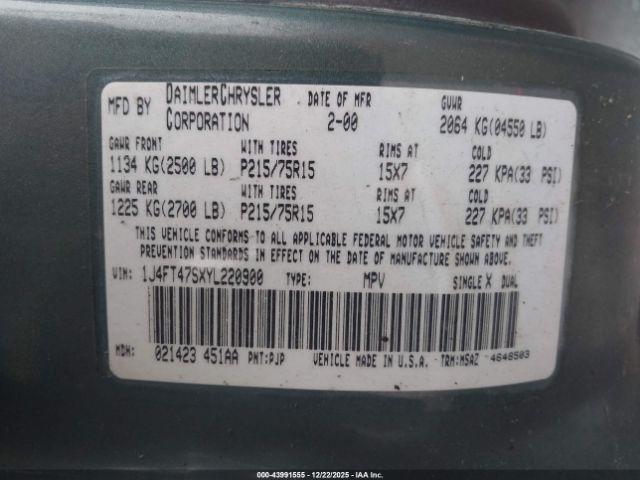 MFD BY DAIMLERCHRYSLER CORPORATION DATE OF MFR 2-00 GVWR 2064 KG(04550 LB)
GAWR FRONT WITH TIRES RIMS AT COLD
1134 KG(2500 LB) P215/75R15 15X7 227 KPA(33 PSI)
GAWR REAR WITH TIRES RIMS AT COLD
1225 KG(2700 LB) P215/75R15 15X7 227 KPA(33 PSI)
THIS VEHICLE CONFORMS TO ALL APPLICABLE FEDERAL MOTOR VEHICLE SAFETY AND THEFT
PREVENTION STANDARDS IN EFFECT ON THE DATE OF MANUFACTURE SHOWN ABOVE.
VIN: 1J4FT47SXYL220900 TYPE: MPV SINGLE X DUAL
MDH: 021423 451AA PNT:PJP VEHICLE MADE IN U.S.A. TRM:M5AZ 4648503
© 43991555 - 12/22/2025 - IAA Inc.